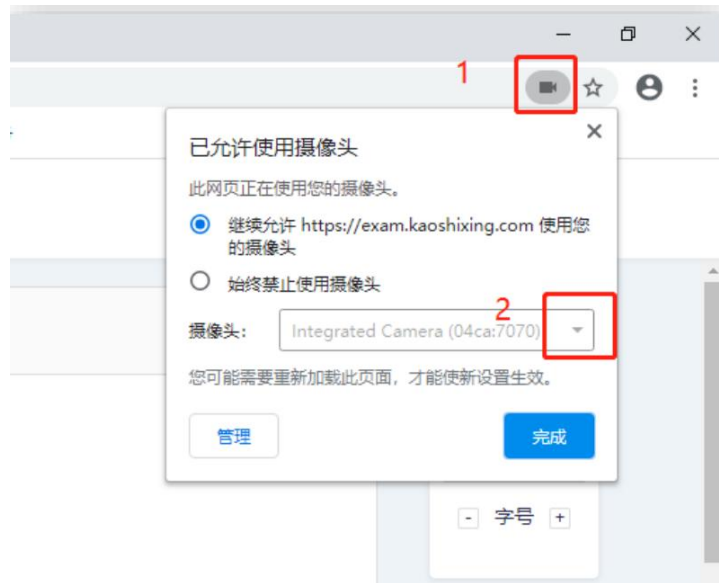 1
已允许使用摄像头
此网页正在使用您的摄像头。
继续允许 https://exam.kaoshixing.com 使用您
的摄像头
始终禁止使用摄像头
2
摄像头： Integrated Camera (04ca:7070)
您可能需要重新加载此页面，才能使新设置生效。
管理 完成
- 字号 +